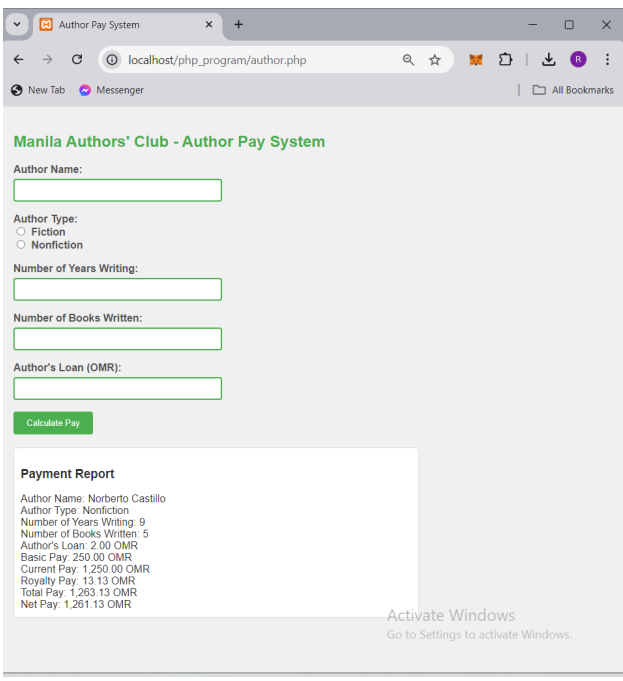 Author Pay System
localhost/php_program/author.php
R
New Tab
Messenger
All Bookmarks
Manila Authors' Club - Author Pay System
Author Name:
Author Type:
Fiction
Nonfiction
Number of Years Writing:
Number of Books Written:
Author's Loan (OMR):
Calculate Pay
Payment Report
Author Name: Norberto Castillo
Author Type: Nonfiction
Number of Years Writing: 9
Number of Books Written: 5
Author's Loan: 2.00 OMR
Basic Pay: 250.00 OMR
Current Pay: 1,250.00 OMR
Royalty Pay: 13.13 OMR
Total Pay: 1,263.13 OMR
Net Pay: 1,261.13 OMR
Activate Windows
Go to Settings to activate Windows.